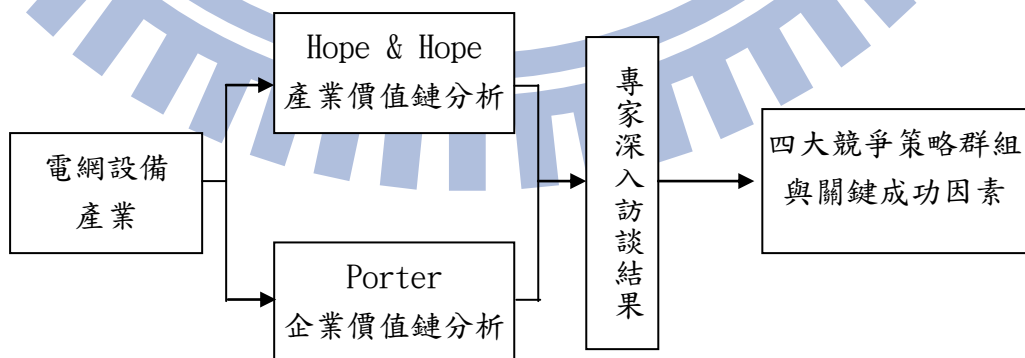 電網設備
產業
Hope & Hope
產業價值鏈分析
Porter
企業價值鏈分析
專家深入訪談結果
四大競爭策略群組
與關鍵成功因素